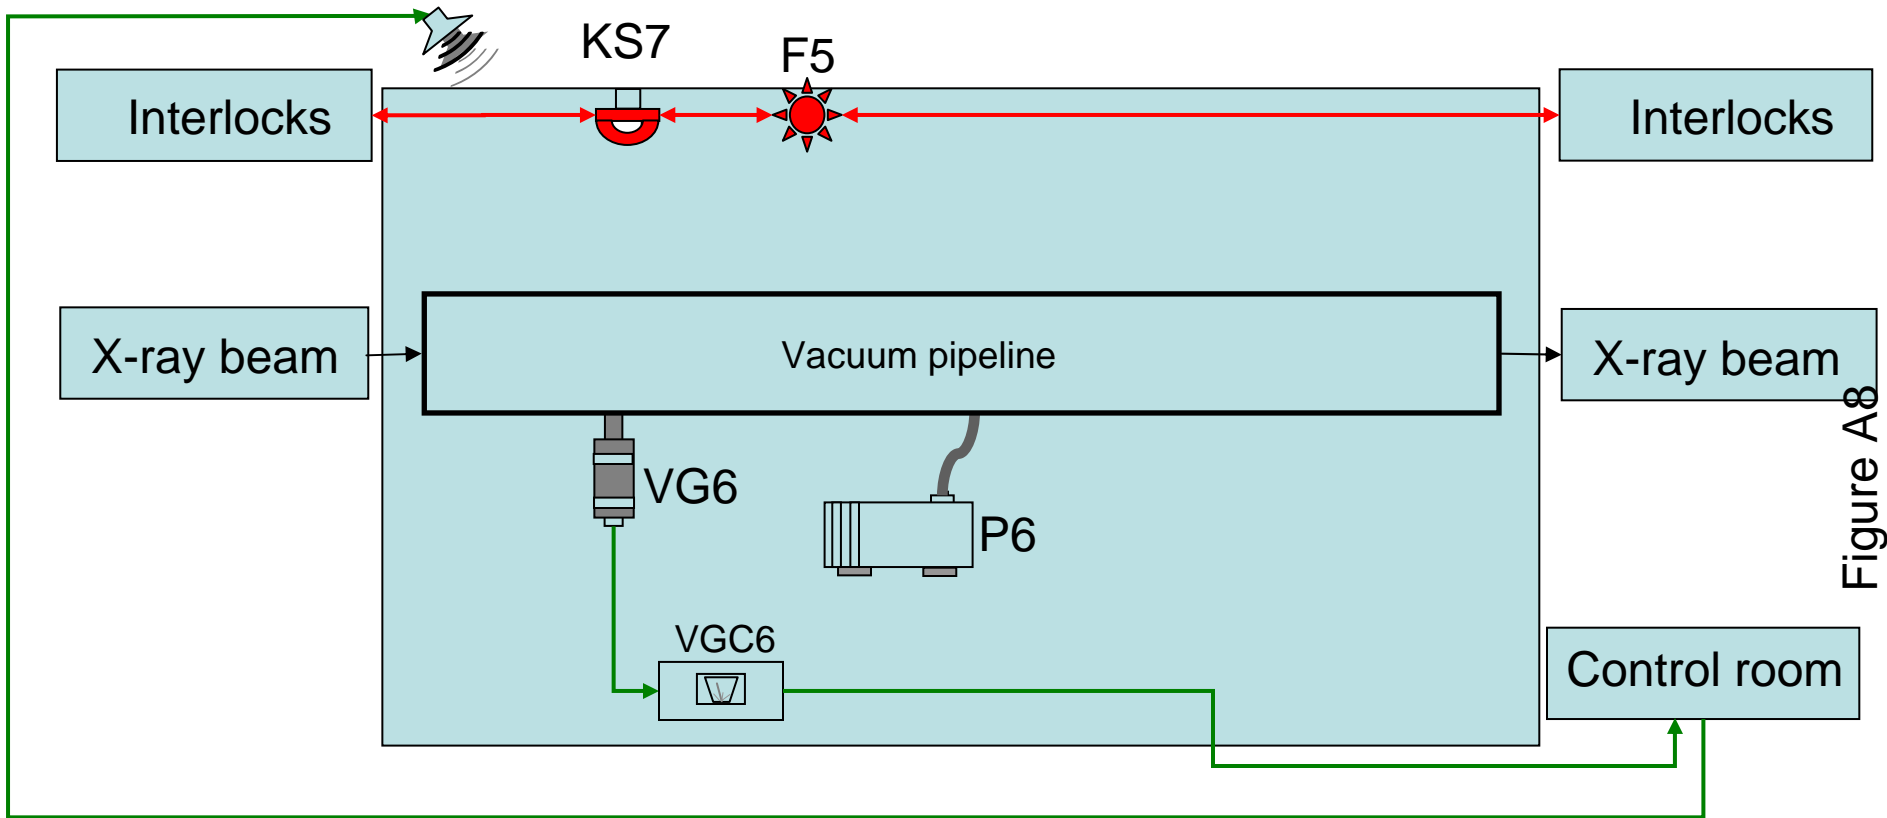 KS7
F5
Interlocks
Interlocks
X-ray beam
Vacuum pipeline
X-ray beam
Figure A8
VG6
P6
VGC6
Control room